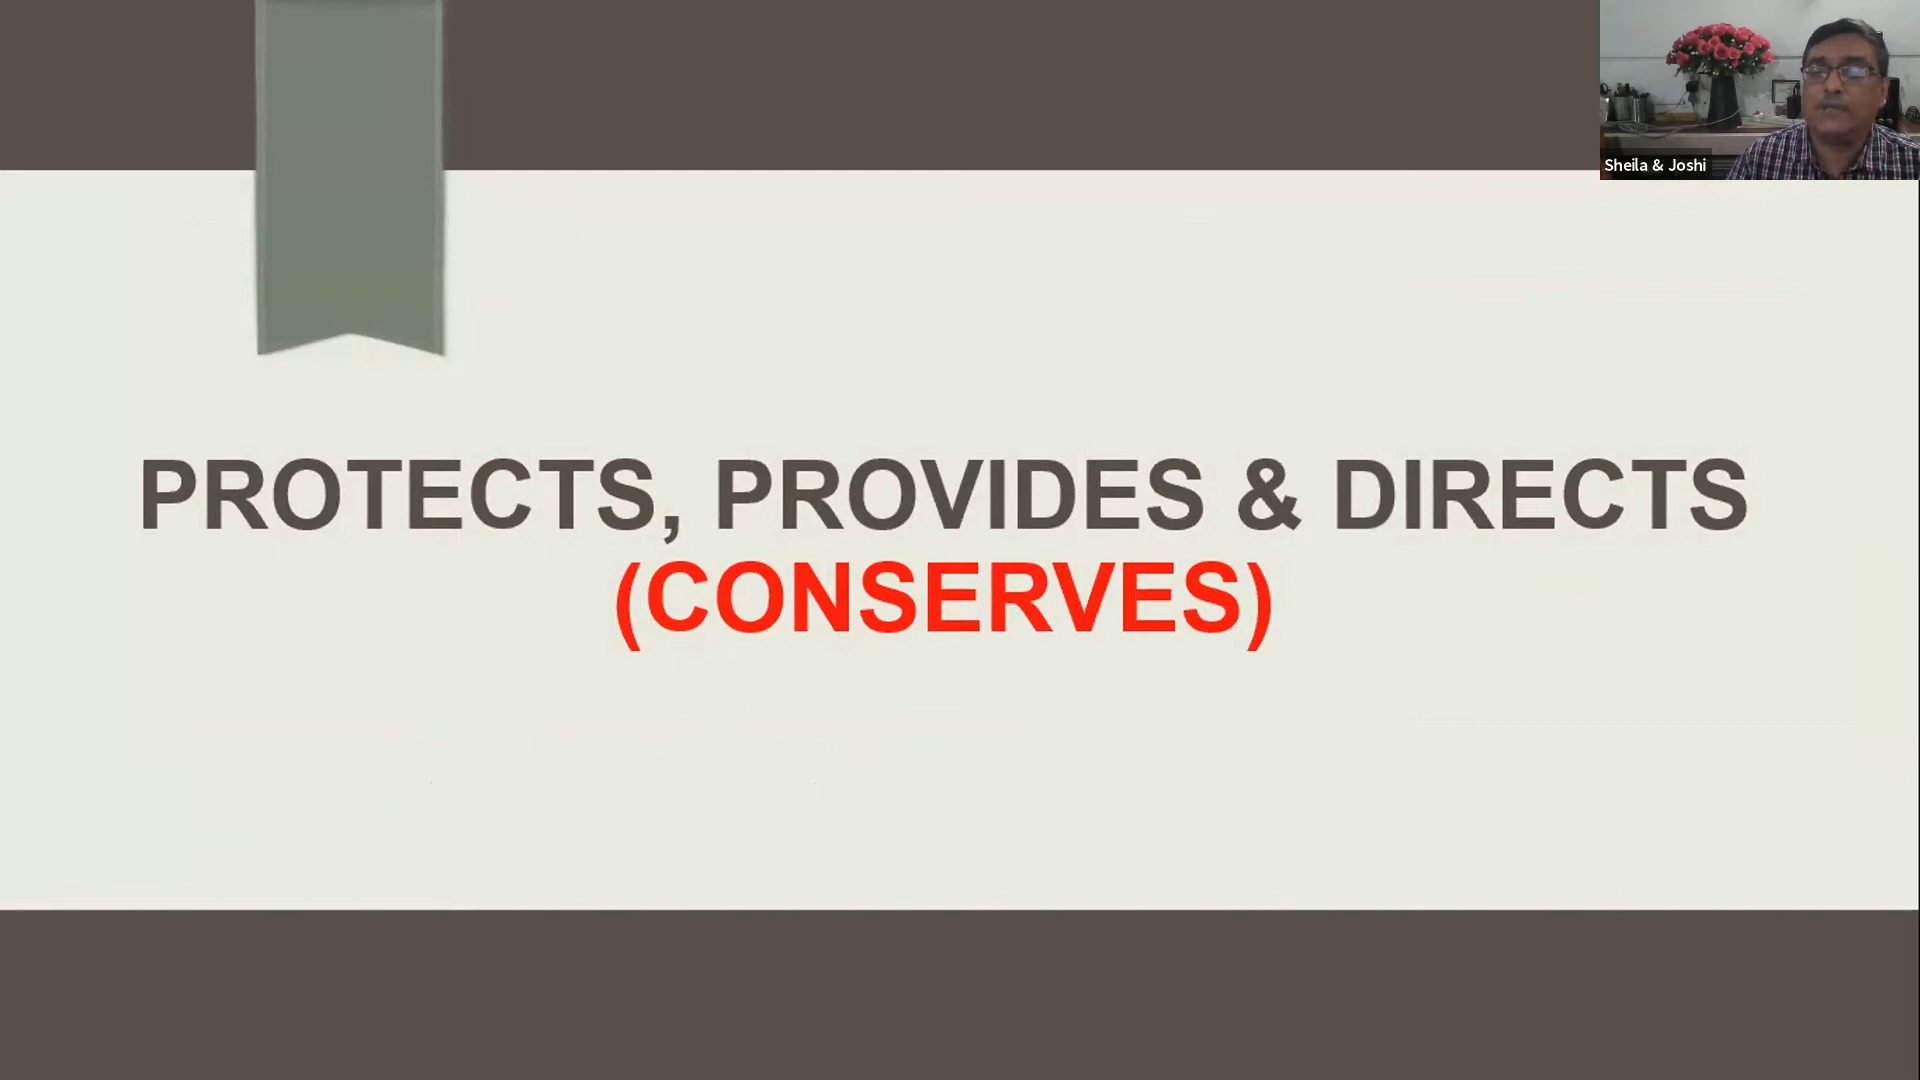 Sheila & Joshi
PROTECTS, PROVIDES & DIRECTS
(CONSERVES)